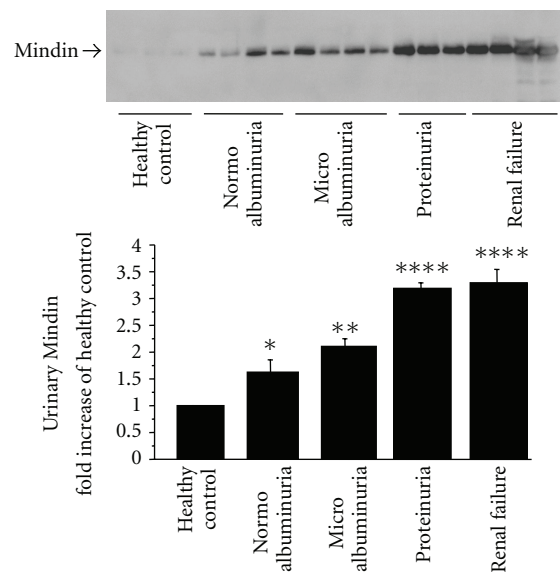 Mindin →
Healthy
control
Normo
albuminuria
Micro
albuminuria
Proteinuria
Renal failure
Urinary Mindin
fold increase of healthy control
4
3.5
3
2.5
2
1.5
1
0.5
0
*
**
****
****
Healthy
control
Normo
albuminuria
Micro
albuminuria
Proteinuria
Renal failure